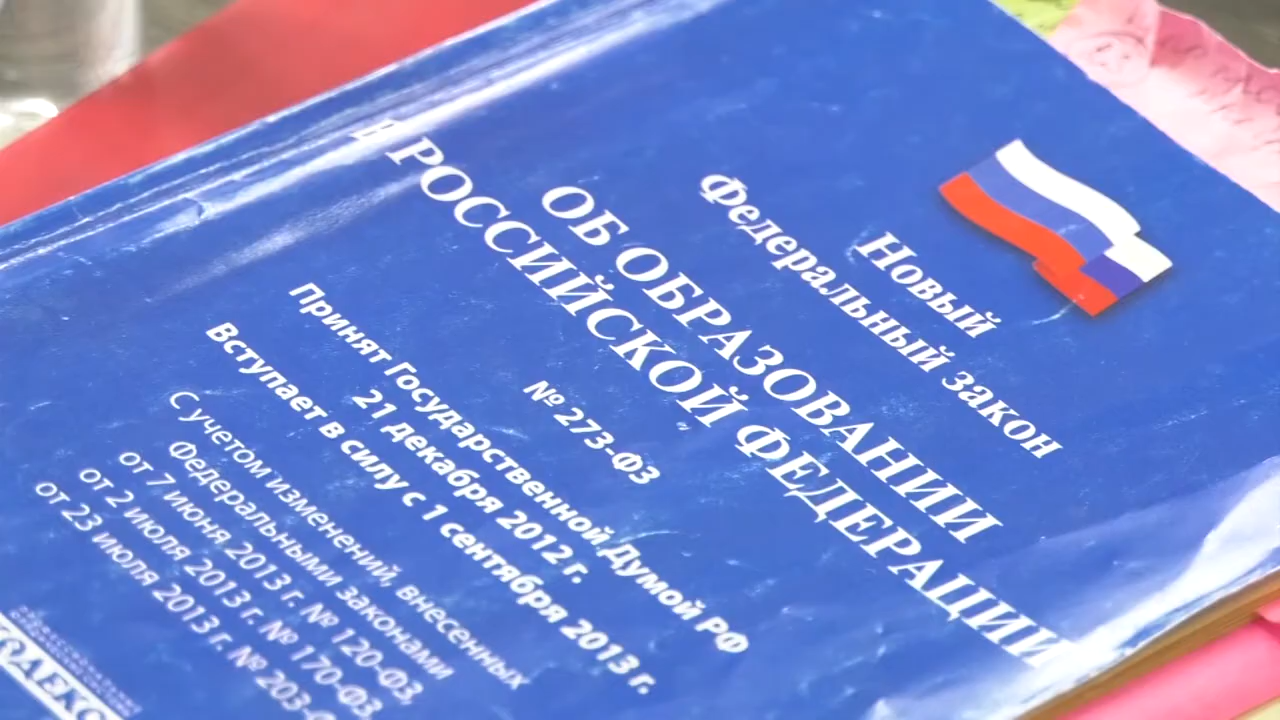 Новый
Федеральный закон
ОБ ОБРАЗОВАНИИ
В РОССИЙСКОЙ ФЕДЕРАЦИИ
№ 273-ФЗ
Принят Государственной Думой РФ
21 декабря 2012 г.
Вступает в силу с 1 сентября 2013 г.
С учетом изменений, внесенных
Федеральными законами
от 7 июня 2013 г. № 120-ФЗ,
от 2 июля 2013 г. № 170-ФЗ,
от 23 июля 2013 г. № 203-Ф